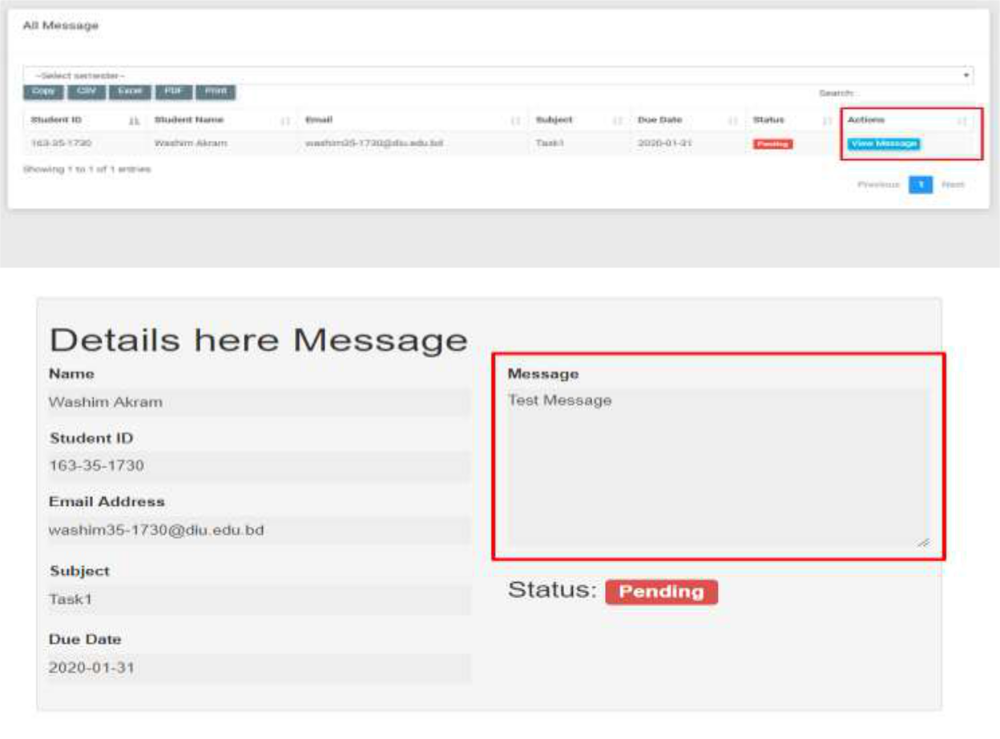 All Message
--Select semester--
Copy CSV Excel PDF Print
Search:
Student ID Student Name Email Subject Due Date Status Actions
163-35-1730 Washim Akram washim35-1730@diu.edu.bd Task1 2020-01-31 Pending View Message
Showing 1 to 1 of 1 entries
Previous 1 Next
Details here Message
Name
Washim Akram
Student ID
163-35-1730
Email Address
washim35-1730@diu.edu.bd
Subject
Task1
Due Date
2020-01-31
Message
Test Message
Status: Pending